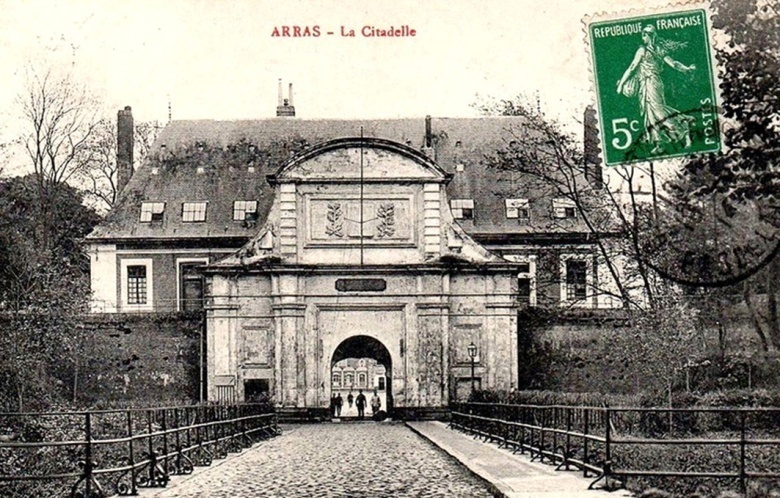 ARRAS - La Citadelle
REPUBLIQUE FRANÇAISE
5c
POSTES